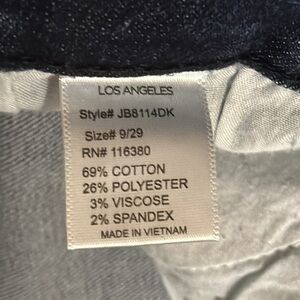 LOS ANGELES
Style# JB8114DK
Size# 9/29
RN# 116380
69% COTTON
26% POLYESTER
3% VISCOSE
2% SPANDEX
MADE IN VIETNAM